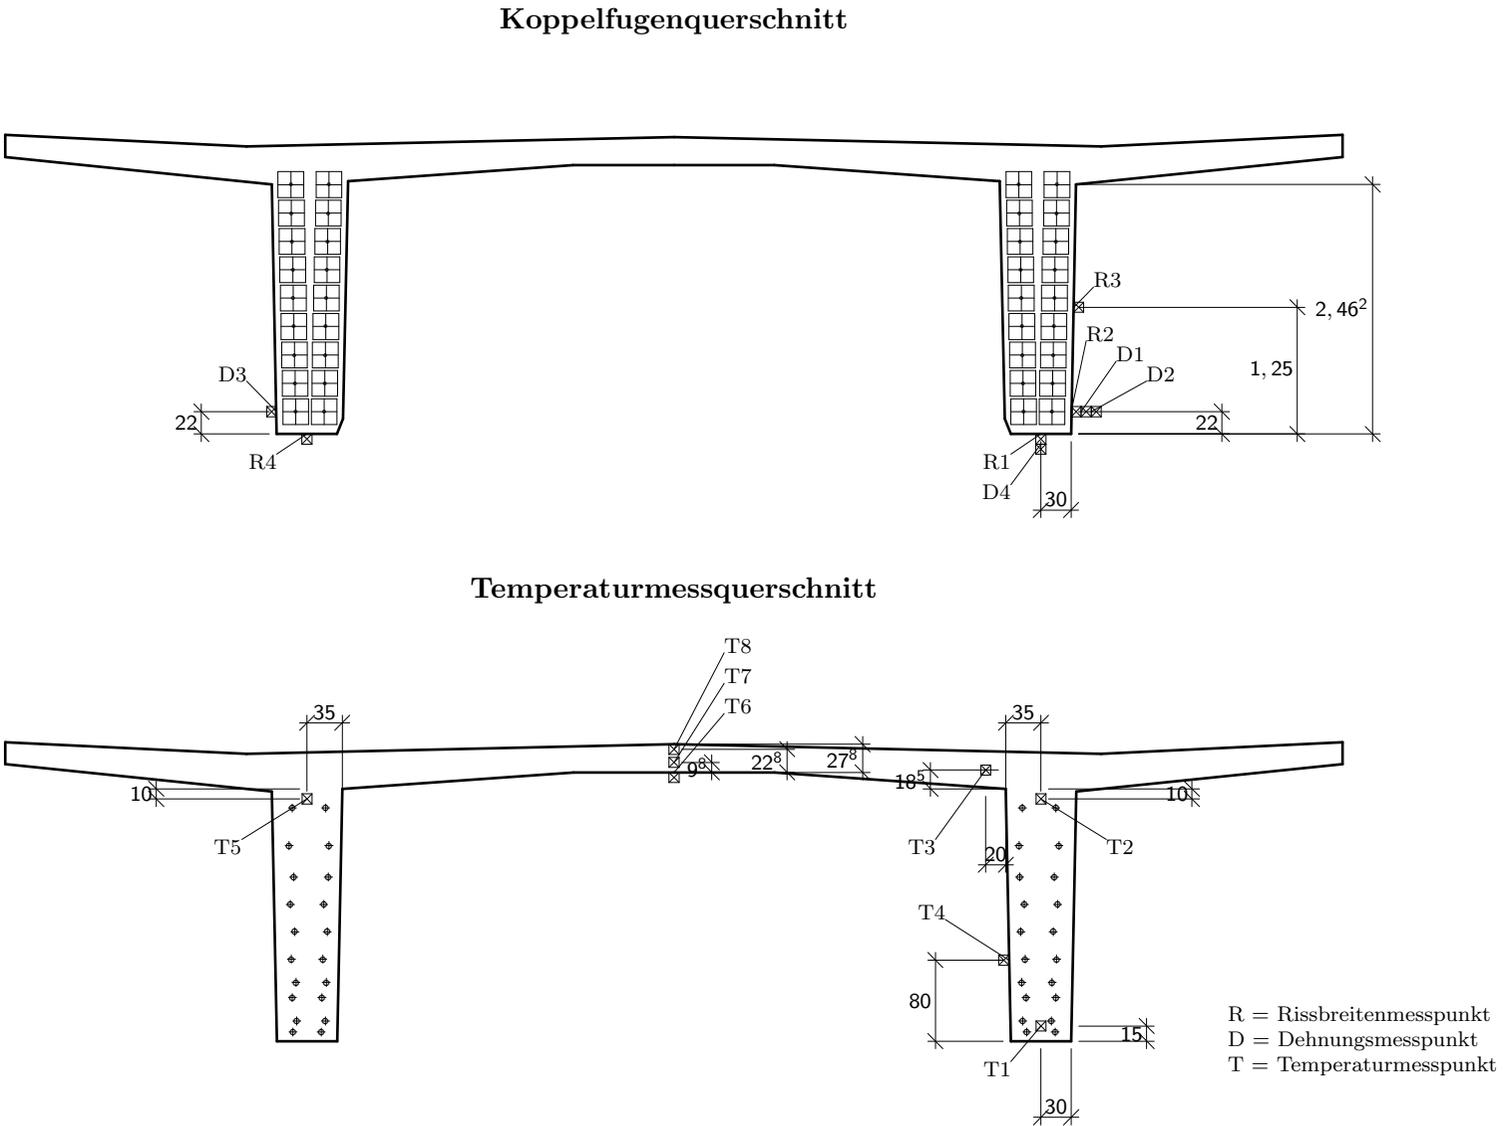 Koppelfugenquerschnitt
R3
2,46²
R2
D1
1,25
D3
D2
22
22
R4
R1
D4
30
Temperaturmessquerschnitt
T8
T7
T6
35
35
9⁸
22⁸
27⁸
18⁵
10
10
T5
T3
T2
20
T4
80
R = Rissbreitenmesspunkt
D = Dehnungsmesspunkt
15
T = Temperaturmesspunkt
T1
30